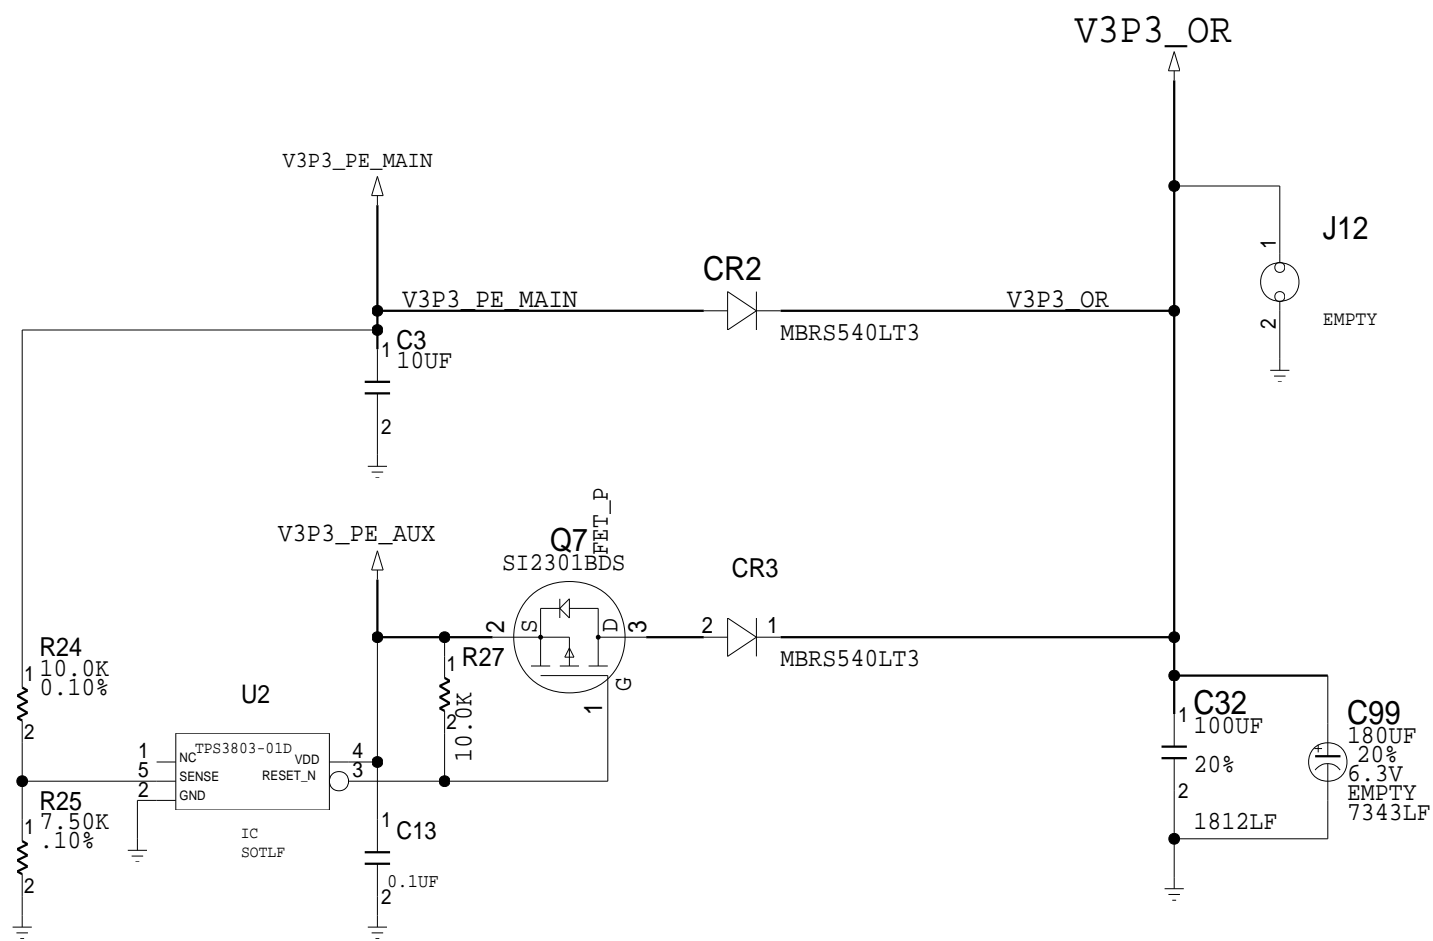 V3P3_OR
V3P3_PE_MAIN
J12
1
2
EMPTY
CR2
V3P3_PE_MAIN
V3P3_OR
MBRS540LT3
C3
1
10UF
2
V3P3_PE_AUX
Q7
FET_P
SI2301BDS
CR3
2
S
D
3
2
1
MBRS540LT3
G
1
R27
1
2
10.0K
R24
1
10.0K
0.10%
2
U2
TPS3803-01D
1
NC
VDD
4
5
SENSE
RESET_N
3
2
GND
IC
SOTLF
R25
1
7.50K
.10%
2
1
C13
0.1UF
2
C32
1
100UF
20%
2
1812LF
C99
180UF
+
20%
6.3V
EMPTY
7343LF